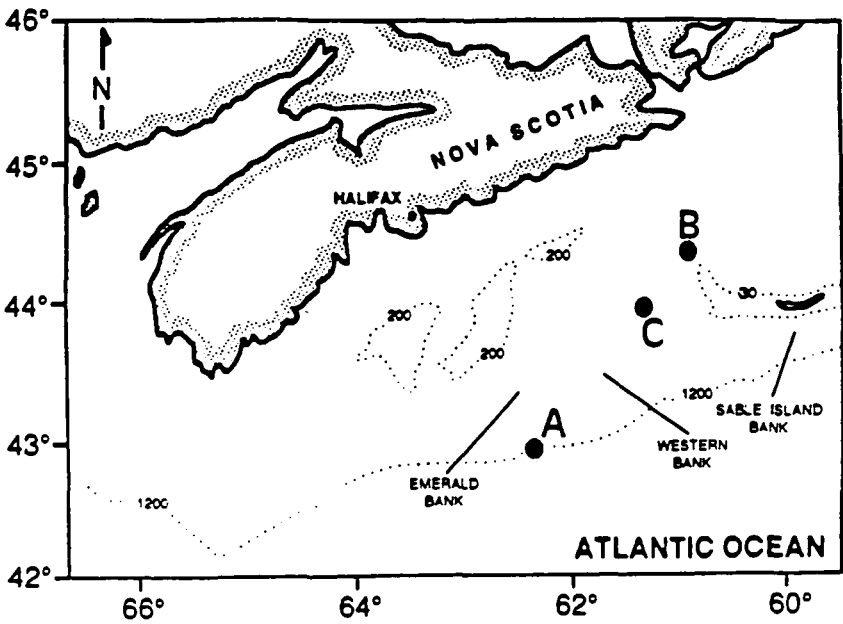 46°
N
NOVA SCOTIA
45°
HALIFAX
B
200
44°
30
200
C
200
1200
SABLE ISLAND
BANK
A
43°
WESTERN
BANK
EMERALD
BANK
1200
ATLANTIC OCEAN
42°
66° 64° 62° 60°